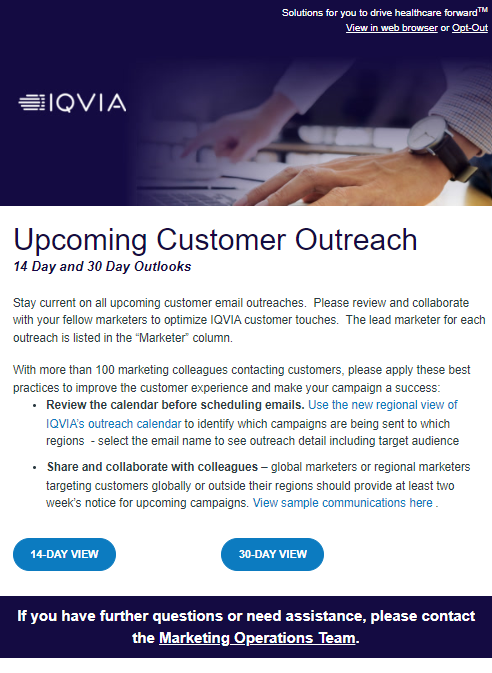 Solutions for you to drive healthcare forward™
View in web browser or Opt-Out
IQVIA
Upcoming Customer Outreach
14 Day and 30 Day Outlooks
Stay current on all upcoming customer email outreaches.  Please review and collaborate
with your fellow marketers to optimize IQVIA customer touches.  The lead marketer for each
outreach is listed in the “Marketer” column.
With more than 100 marketing colleagues contacting customers, please apply these best
practices to improve the customer experience and make your campaign a success:
• Review the calendar before scheduling emails. Use the new regional view of
IQVIA’s outreach calendar to identify which campaigns are being sent to which
regions  - select the email name to see outreach detail including target audience
• Share and collaborate with colleagues – global marketers or regional marketers
targeting customers globally or outside their regions should provide at least two
week’s notice for upcoming campaigns. View sample communications here .
14-DAY VIEW 30-DAY VIEW
If you have further questions or need assistance, please contact
the Marketing Operations Team.